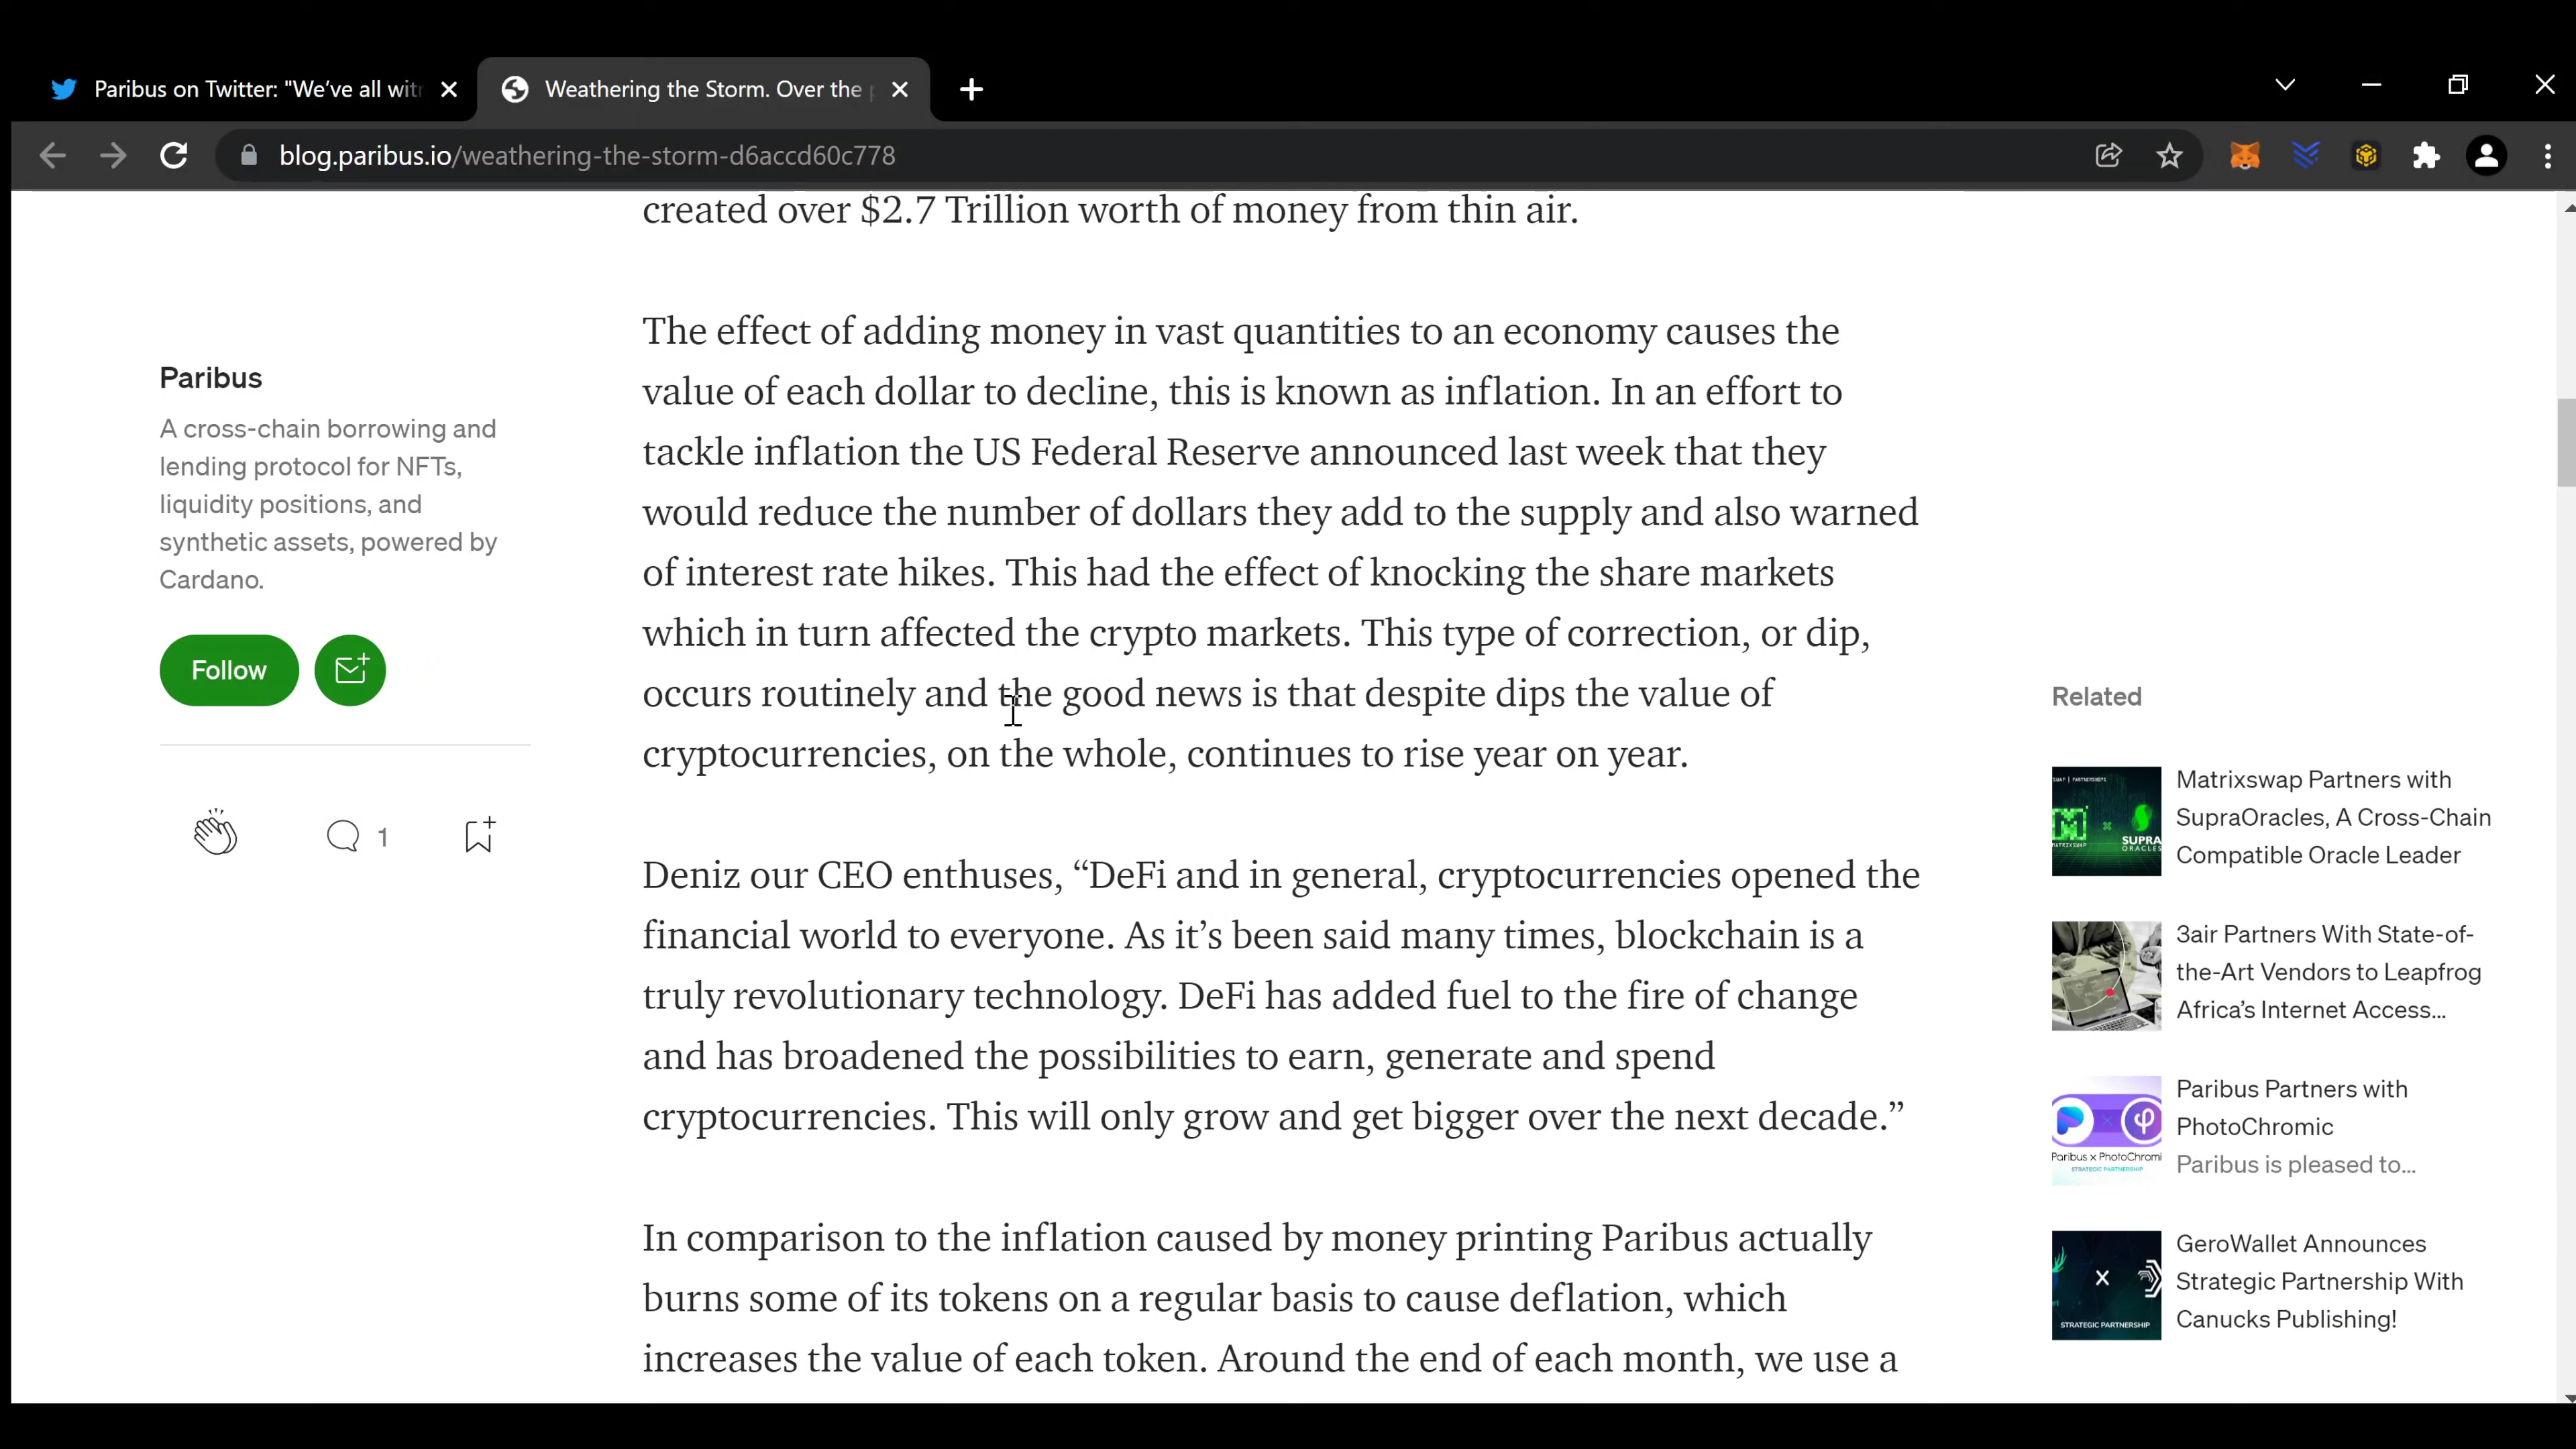 Paribus on Twitter: "We've all wit
Weathering the Storm. Over the p
blog.paribus.io/weathering-the-storm-d6accd60c778
created over $2.7 Trillion worth of money from thin air.
The effect of adding money in vast quantities to an economy causes the
value of each dollar to decline, this is known as inflation. In an effort to
tackle inflation the US Federal Reserve announced last week that they
would reduce the number of dollars they add to the supply and also warned
of interest rate hikes. This had the effect of knocking the share markets
which in turn affected the crypto markets. This type of correction, or dip,
occurs routinely and the good news is that despite dips the value of
cryptocurrencies, on the whole, continues to rise year on year.
Deniz our CEO enthuses, “DeFi and in general, cryptocurrencies opened the
financial world to everyone. As it’s been said many times, blockchain is a
truly revolutionary technology. DeFi has added fuel to the fire of change
and has broadened the possibilities to earn, generate and spend
cryptocurrencies. This will only grow and get bigger over the next decade.”
In comparison to the inflation caused by money printing Paribus actually
burns some of its tokens on a regular basis to cause deflation, which
increases the value of each token. Around the end of each month, we use a
Paribus
A cross-chain borrowing and
lending protocol for NFTs,
liquidity positions, and
synthetic assets, powered by
Cardano.
Follow
1
Related
Matrixswap Partners with
SupraOracles, A Cross-Chain
Compatible Oracle Leader
MATRIXSWAP
SUPRA
ORACLES
3air Partners With State-of-
the-Art Vendors to Leapfrog
Africa’s Internet Access...
Paribus Partners with
PhotoChromic
Paribus is pleased to...
Paribus x PhotoChromi
STRATEGIC PARTNERSHIP
GeroWallet Announces
Strategic Partnership With
Canucks Publishing!
X
STRATEGIC PARTNERSHIP